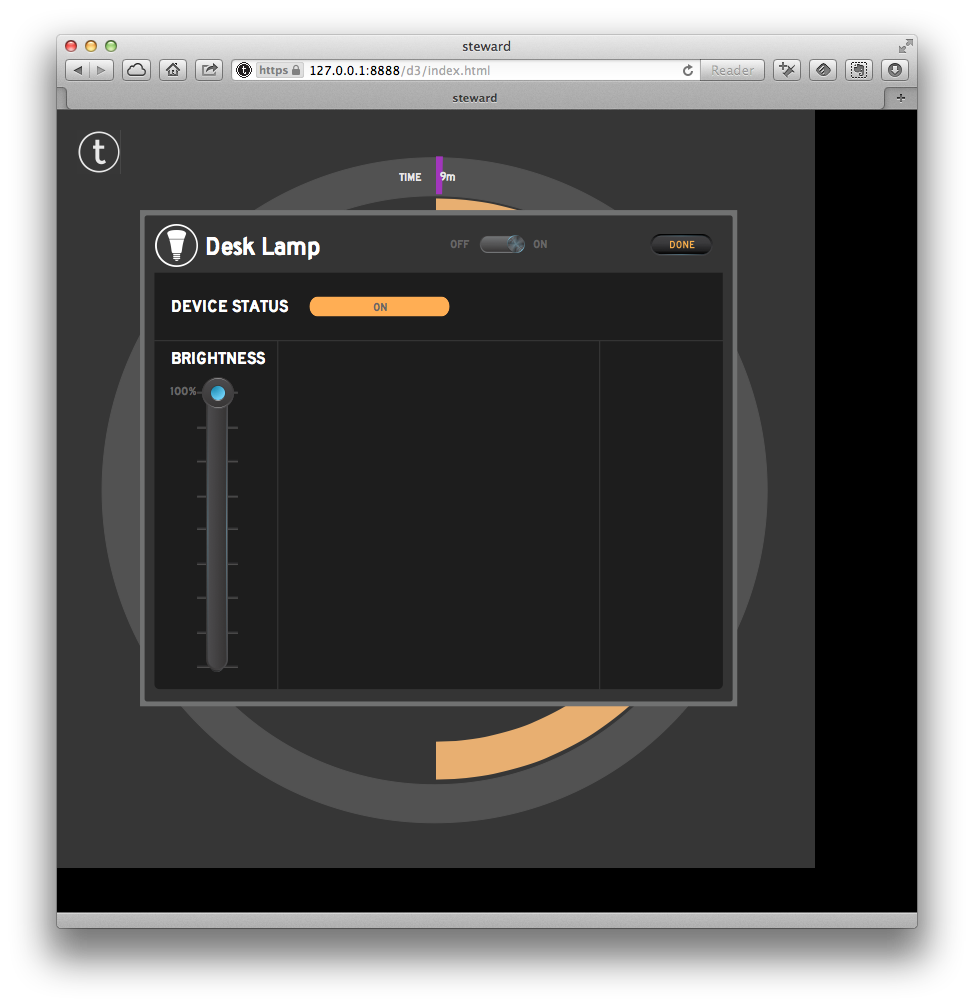 steward
https 127.0.0.1:8888/d3/index.html Reader
steward
t
TIME 9m
Desk Lamp OFF ON DONE
DEVICE STATUS ON
BRIGHTNESS
100%